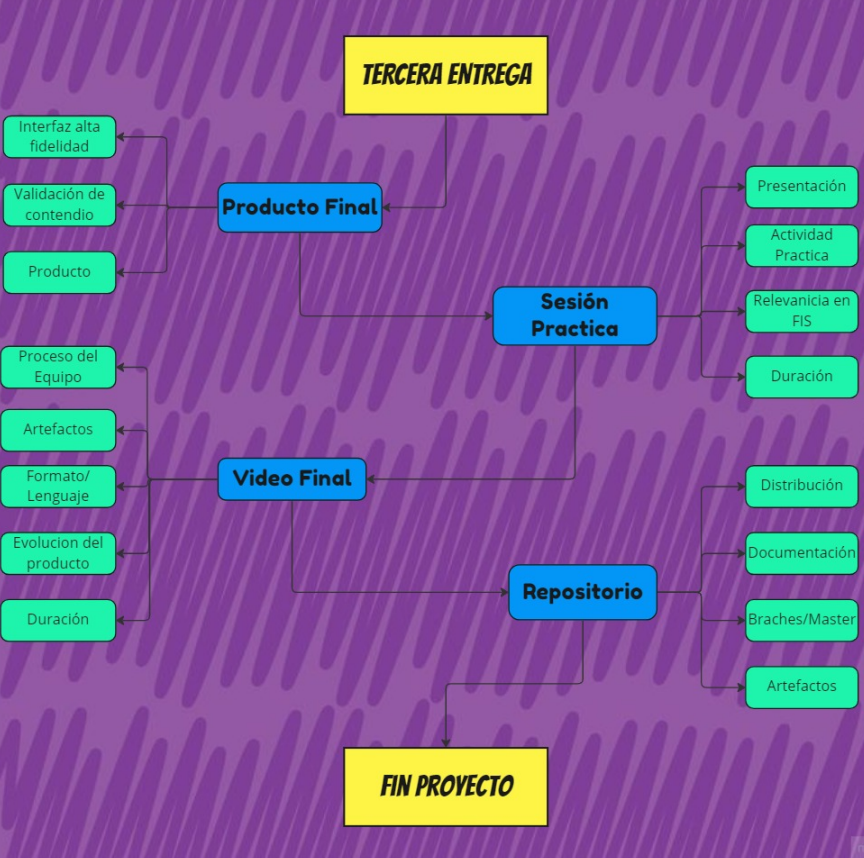 TERCERA ENTREGA
Interfaz alta
fidelidad
Validación de
contendio
Producto
Producto Final
Presentación
Actividad
Practica
Relevanicia en
FIS
Duración
Sesión
Practica
Proceso del
Equipo
Artefactos
Formato/
Lenguaje
Evolucion del
producto
Duración
Video Final
Distribución
Documentación
Braches/Master
Artefactos
Repositorio
FIN PROYECTO